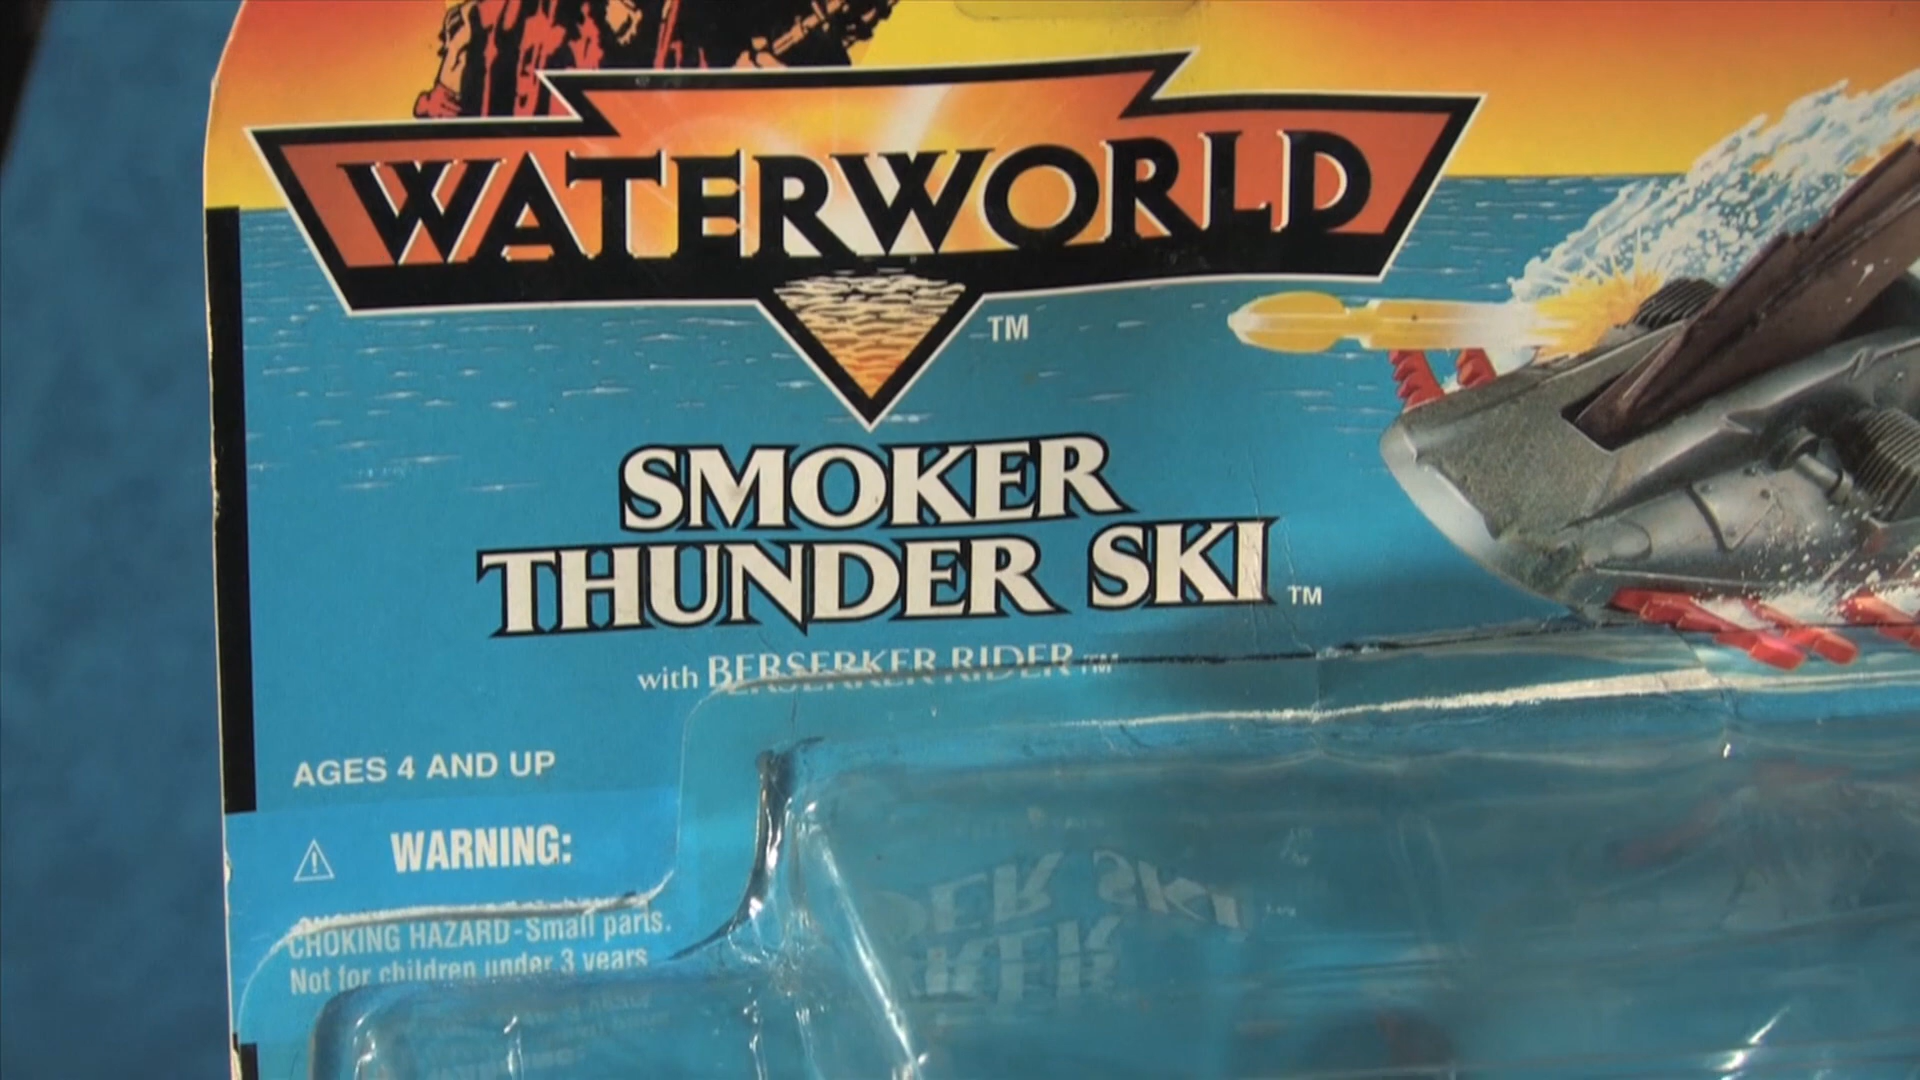 WATERWORLD
TM
SMOKER
THUNDER SKI TM
with BERSERKER RIDER TM
AGES 4 AND UP
WARNING:
CHOKING HAZARD - Small parts.
Not for children under 3 years